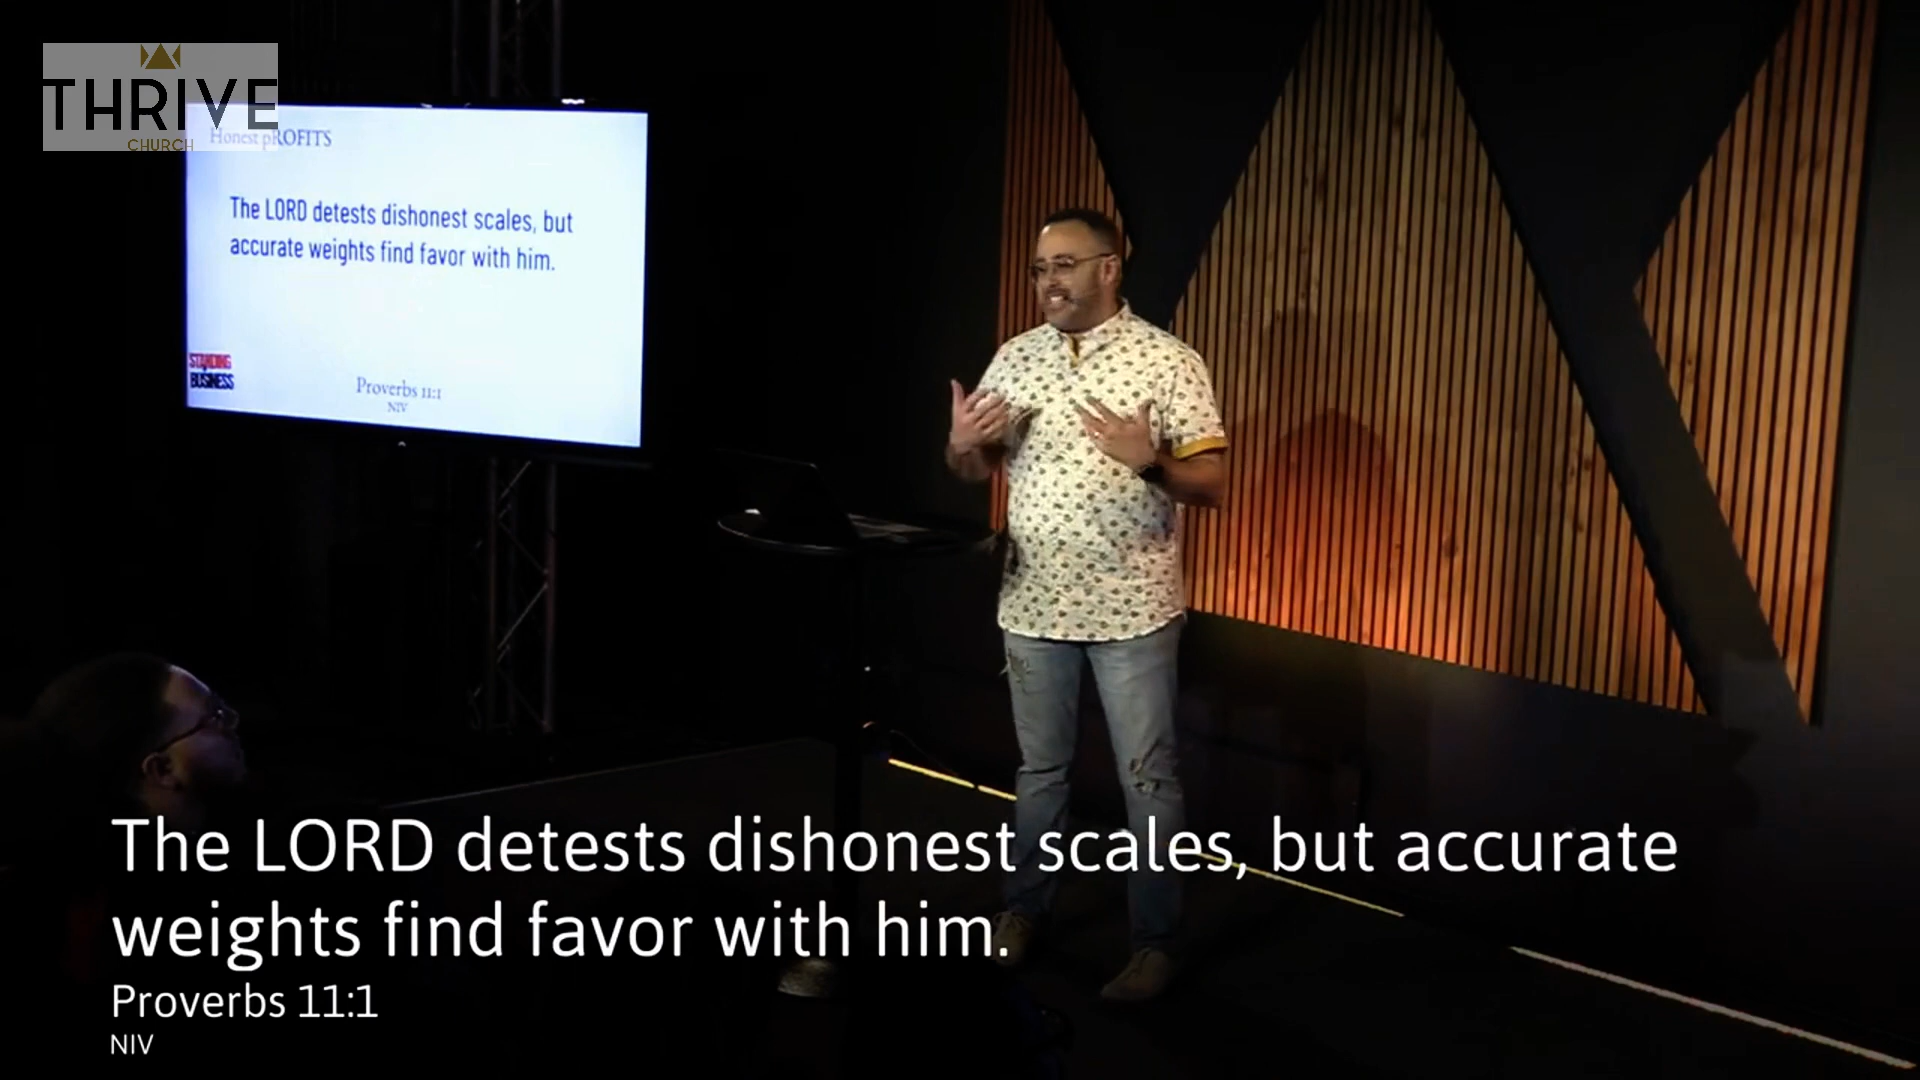 THRIVE
CHURCH
Honest pROFITS
The LORD detests dishonest scales, but
accurate weights find favor with him.
STANDING
BUSINESS
Proverbs 11:1
NIV
The LORD detests dishonest scales, but accurate
weights find favor with him.
Proverbs 11:1
NIV